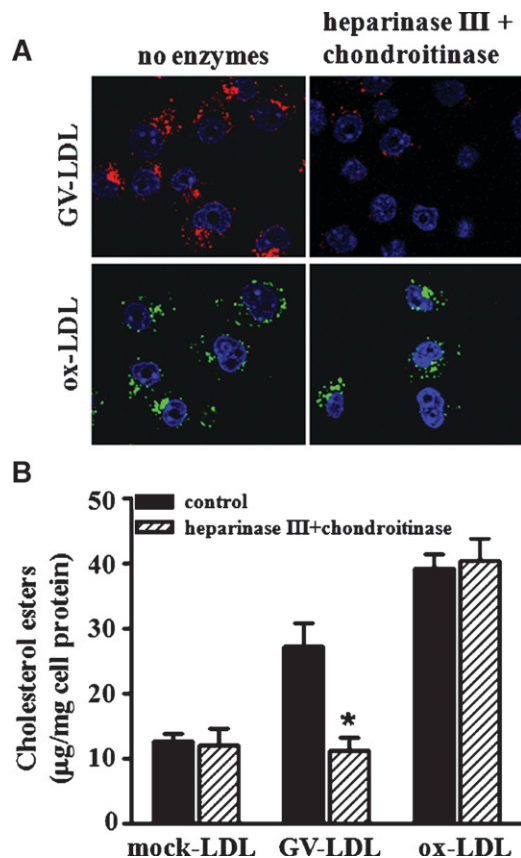 A
no enzymes
heparinase III +
chondroitinase
GV-LDL
ox-LDL
B
50
40
30
20
10
0
Cholesterol esters
(μg/mg cell protein)
control
heparinase III+chondroitinase
*
mock-LDL GV-LDL ox-LDL